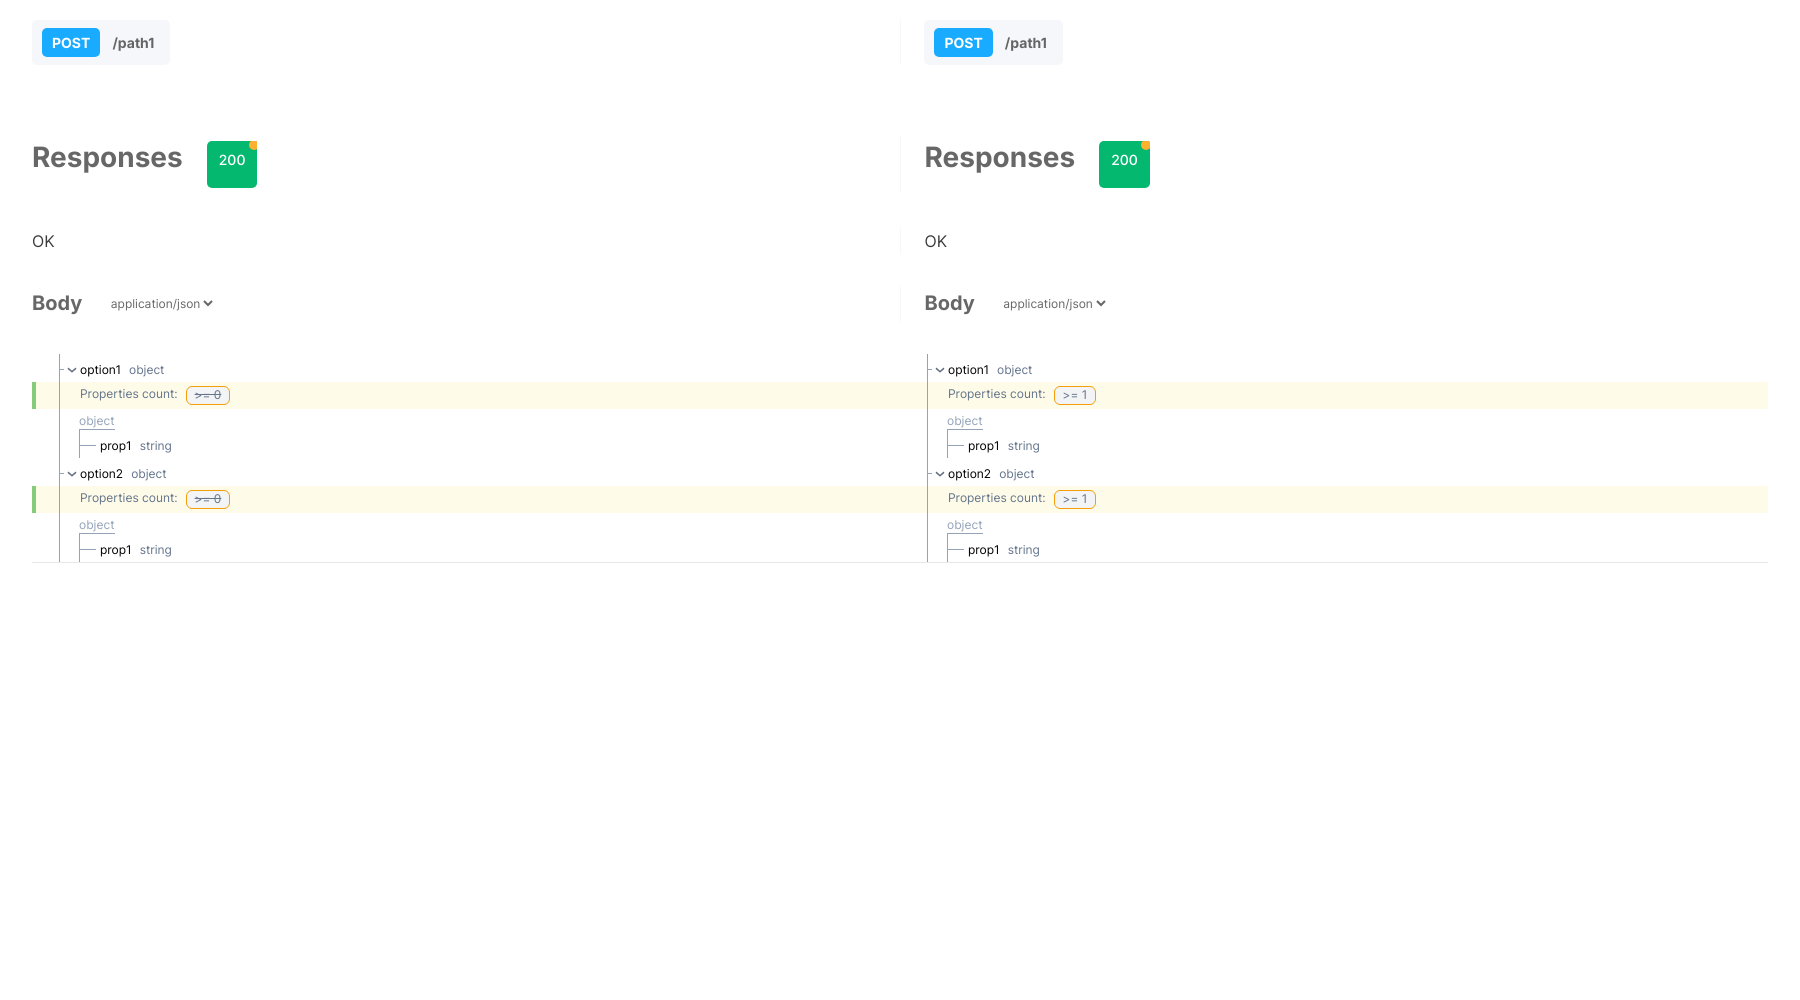 POST /path1
Responses 200
OK
Body application/json
option1 object
Properties count: >= 0
object
prop1 string
option2 object
Properties count: >= 0
object
prop1 string
POST /path1
Responses 200
OK
Body application/json
option1 object
Properties count: >= 1
object
prop1 string
option2 object
Properties count: >= 1
object
prop1 string